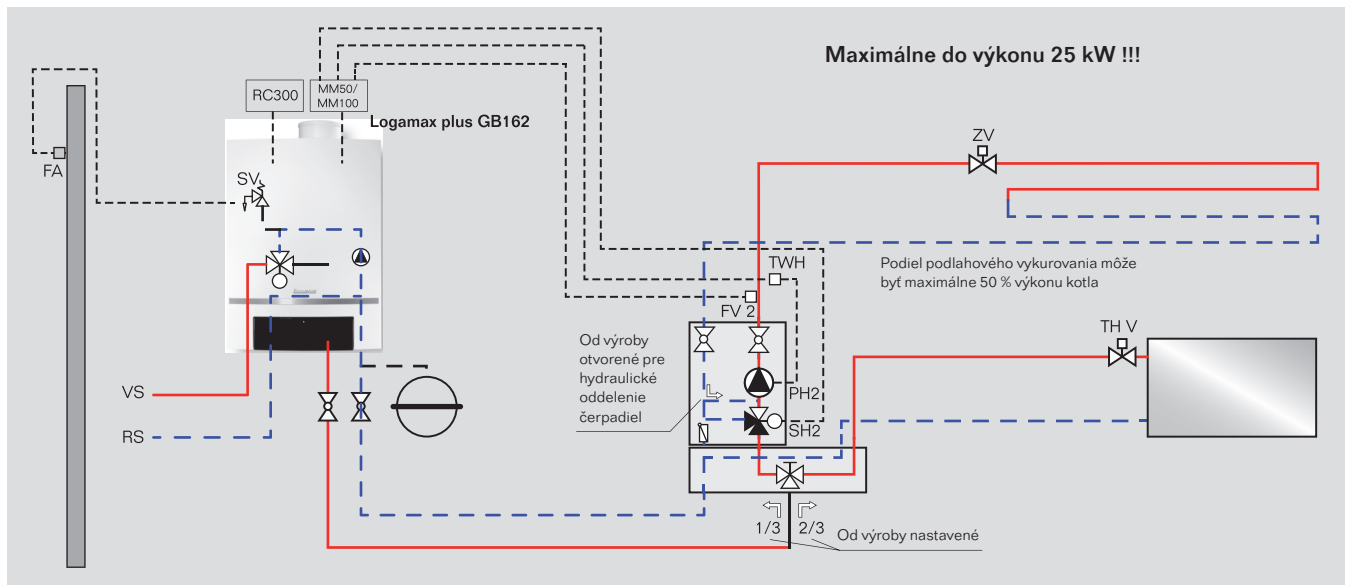 Maximálne do výkonu 25 kW !!!
RC300
MM50/
MM100
Logamax plus GB162
FA
SV
ZV
TWH
Podiel podlahového vykurovania môže
byť maximálne 50 % výkonu kotla
FV 2
TH V
Od výroby
otvorené pre
hydraulické
oddelenie
čerpadiel
PH2
SH2
VS
RS
1/3
2/3
Od výroby nastavené